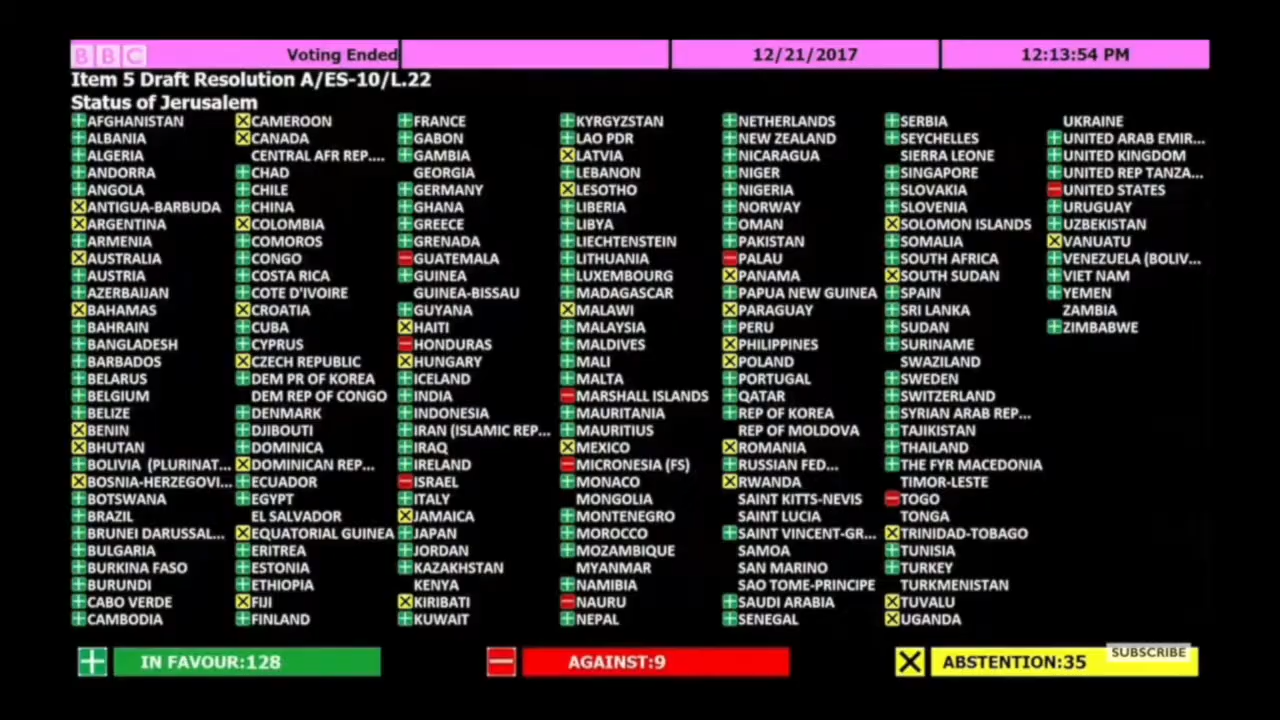 BBC
Voting Ended
12/21/2017
12:13:54 PM
Item 5 Draft Resolution A/ES-10/L.22
Status of Jerusalem
AFGHANISTAN
ALBANIA
ALGERIA
ANDORRA
ANGOLA
ANTIGUA-BARBUDA
ARGENTINA
ARMENIA
AUSTRALIA
AUSTRIA
AZERBAIJAN
BAHAMAS
BAHRAIN
BANGLADESH
BARBADOS
BELARUS
BELGIUM
BELIZE
BENIN
BHUTAN
BOLIVIA (PLURINAT...
BOSNIA-HERZEGOVI...
BOTSWANA
BRAZIL
BRUNEI DARUSSAL...
BULGARIA
BURKINA FASO
BURUNDI
CABO VERDE
CAMBODIA
CAMEROON
CANADA
CENTRAL AFR REP....
CHAD
CHILE
CHINA
COLOMBIA
COMOROS
CONGO
COSTA RICA
COTE D'IVOIRE
CROATIA
CUBA
CYPRUS
CZECH REPUBLIC
DEM PR OF KOREA
DEM REP OF CONGO
DENMARK
DJIBOUTI
DOMINICA
DOMINICAN REP...
ECUADOR
EGYPT
EL SALVADOR
EQUATORIAL GUINEA
ERITREA
ESTONIA
ETHIOPIA
FIJI
FINLAND
FRANCE
GABON
GAMBIA
GEORGIA
GERMANY
GHANA
GREECE
GRENADA
GUATEMALA
GUINEA
GUINEA-BISSAU
GUYANA
HAITI
HONDURAS
HUNGARY
ICELAND
INDIA
INDONESIA
IRAN (ISLAMIC REP...
IRAQ
IRELAND
ISRAEL
ITALY
JAMAICA
JAPAN
JORDAN
KAZAKHSTAN
KENYA
KIRIBATI
KUWAIT
KYRGYZSTAN
LAO PDR
LATVIA
LEBANON
LESOTHO
LIBERIA
LIBYA
LIECHTENSTEIN
LITHUANIA
LUXEMBOURG
MADAGASCAR
MALAWI
MALAYSIA
MALDIVES
MALI
MALTA
MARSHALL ISLANDS
MAURITANIA
MAURITIUS
MEXICO
MICRONESIA (FS)
MONACO
MONGOLIA
MONTENEGRO
MOROCCO
MOZAMBIQUE
MYANMAR
NAMIBIA
NAURU
NEPAL
NETHERLANDS
NEW ZEALAND
NICARAGUA
NIGER
NIGERIA
NORWAY
OMAN
PAKISTAN
PALAU
PANAMA
PAPUA NEW GUINEA
PARAGUAY
PERU
PHILIPPINES
POLAND
PORTUGAL
QATAR
REP OF KOREA
REP OF MOLDOVA
ROMANIA
RUSSIAN FED...
RWANDA
SAINT KITTS-NEVIS
SAINT LUCIA
SAINT VINCENT-GR...
SAMOA
SAN MARINO
SAO TOME-PRINCIPE
SAUDI ARABIA
SENEGAL
SERBIA
SEYCHELLES
SIERRA LEONE
SINGAPORE
SLOVAKIA
SLOVENIA
SOLOMON ISLANDS
SOMALIA
SOUTH AFRICA
SOUTH SUDAN
SPAIN
SRI LANKA
SUDAN
SURINAME
SWAZILAND
SWEDEN
SWITZERLAND
SYRIAN ARAB REP...
TAJIKISTAN
THAILAND
THE FYR MACEDONIA
TIMOR-LESTE
TOGO
TONGA
TRINIDAD-TOBAGO
TUNISIA
TURKEY
TURKMENISTAN
TUVALU
UGANDA
UKRAINE
UNITED ARAB EMIR...
UNITED KINGDOM
UNITED REP TANZA...
UNITED STATES
URUGUAY
UZBEKISTAN
VANUATU
VENEZUELA (BOLIV...
VIET NAM
YEMEN
ZAMBIA
ZIMBABWE
IN FAVOUR:128
AGAINST:9
ABSTENTION:35
SUBSCRIBE